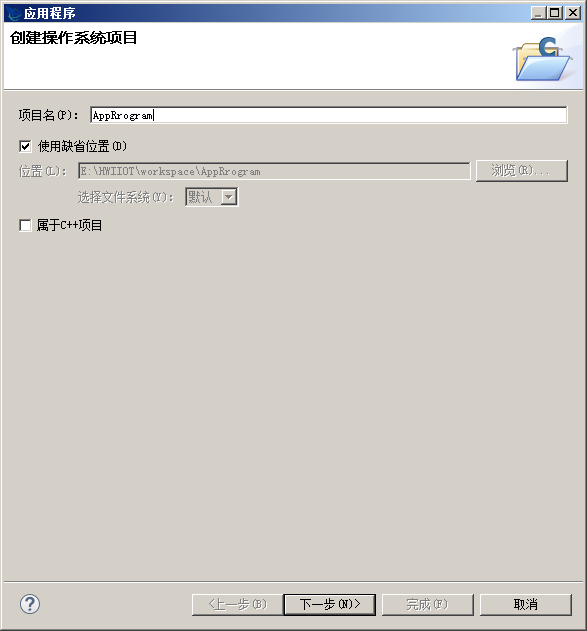 应用程序
创建操作系统项目
项目名(P): AppRrogram
使用缺省位置(D)
位置(L): E:\HWIIOT\workspace\AppRrogram 浏览(R)...
选择文件系统(Y): 默认
属于C++项目
<上一步(B) 下一步(N)> 完成(F) 取消